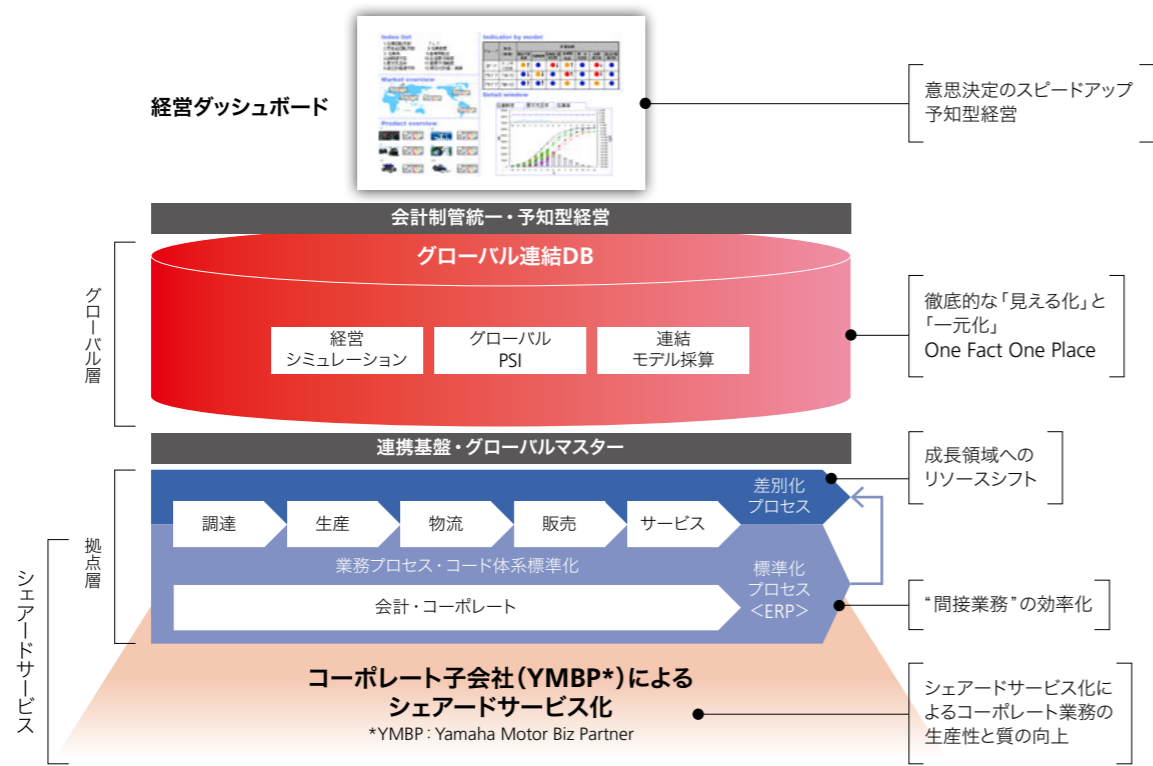 経営ダッシュボード
Index list
Market overview
Product overview
Indicator by model
Detail window
意思決定のスピードアップ
予知型経営
会計制管統一・予知型経営
グローバル連結DB
経営
シミュレーション
グローバル
PSI
連結
モデル採算
グローバル層
徹底的な「見える化」と
「一元化」
One Fact One Place
連携基盤・グローバルマスター
差別化
プロセス
調達
生産
物流
販売
サービス
業務プロセス・コード体系標準化
標準化
プロセス
<ERP>
会計・コーポレート
拠点層
シェアードサービス
成長領域への
リソースシフト
“間接業務”の効率化
コーポレート子会社(YMBP*)による
シェアードサービス化
*YMBP：Yamaha Motor Biz Partner
シェアードサービス化に
よるコーポレート業務の
生産性と質の向上